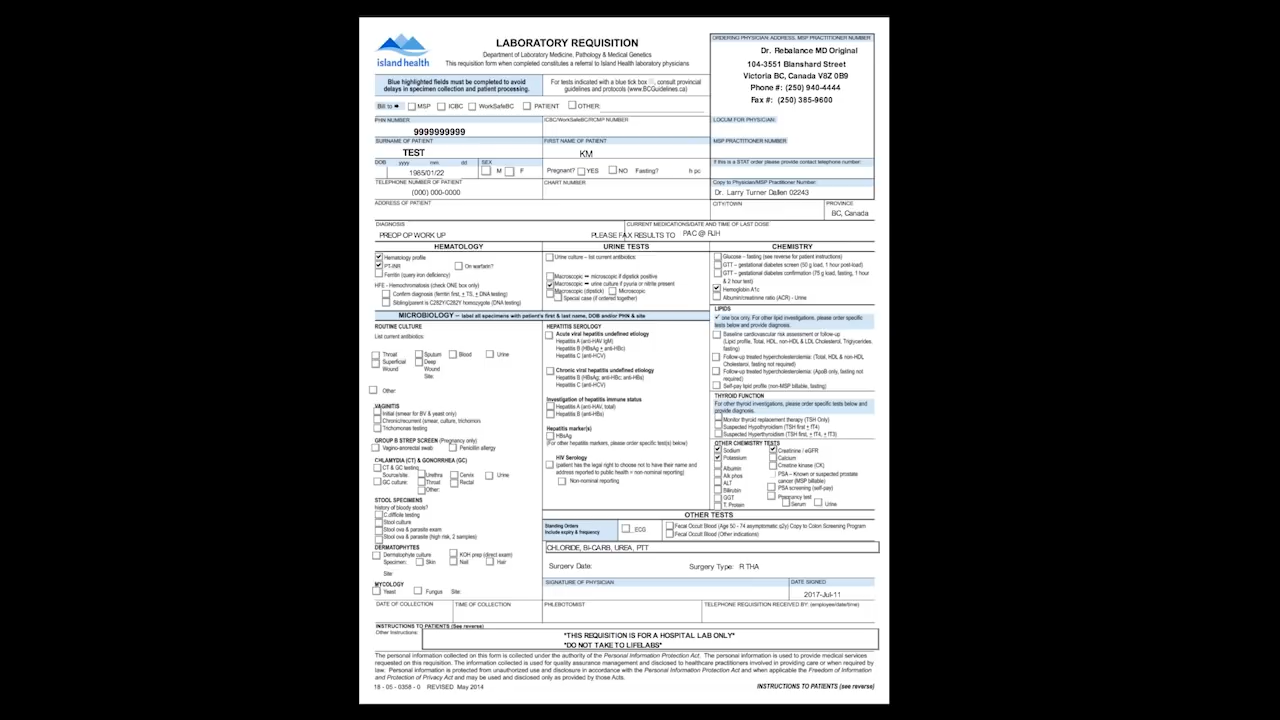 island health
LABORATORY REQUISITION
Department of Laboratory Medicine, Pathology & Medical Genetics
This requisition form when completed constitutes a referral to Island Health laboratory physicians
ORDERING PHYSICIAN: ADDRESS, MSP PRACTITIONER NUMBER
Dr. Rebalance MD Original
104-3551 Blanshard Street
Victoria BC, Canada V8Z 0B9
Phone #: (250) 940-4444
Fax #: (250) 385-9600
Blue highlighted fields must be completed to avoid
delays in specimen collection and patient processing.
For tests indicated with a blue tick box, consult provincial
guidelines and protocols (www.BCGuidelines.ca)
Bill to MSP ICBC WorkSafeBC PATIENT OTHER:
LOCUM FOR PHYSICIAN:
PHN NUMBER
9999999999
ICBC/WorkSafeBC/RCMP NUMBER
MSP PRACTITIONER NUMBER
SURNAME OF PATIENT
TEST
FIRST NAME OF PATIENT
KM
DOB yyyy mm dd SEX M F
1985/01/22
Pregnant? YES NO Fasting? h pc
If this is a STAT order please provide contact telephone number:
TELEPHONE NUMBER OF PATIENT
(000) 000-0000
CHART NUMBER
Copy to Physician/MSP Practitioner Number:
Dr. Larry Turner Dallen 02243
ADDRESS OF PATIENT
CITY/TOWN
PROVINCE
BC, Canada
DIAGNOSIS
PREOP OP WORK UP
CURRENT MEDICATIONS/DATE AND TIME OF LAST DOSE
PLEASE FAX RESULTS TO PAC @ RJH
HEMATOLOGY
Hematology profile
PT-INR On warfarin?
Ferritin (query iron deficiency)
HFE - Hemochromatosis (check ONE box only)
Confirm diagnosis (ferritin first, ± TS, ± DNA testing)
Sibling/parent is C282Y/C282Y homozygote (DNA testing)
URINE TESTS
Urine culture – list current antibiotics:
Macroscopic ➡ microscopic if dipstick positive
Macroscopic ➡ urine culture if pyuria or nitrite present
Macroscopic (dipstick) Microscopic
Special case (if ordered together)
CHEMISTRY
Glucose – fasting (see reverse for patient instructions)
GTT – gestational diabetes screen (50 g load, 1 hour post-load)
GTT – gestational diabetes confirmation (75 g load, fasting, 1 hour
& 2 hour test)
Hemoglobin A1c
Albumin/creatinine ratio (ACR) - Urine
MICROBIOLOGY – label all specimens with patient's first & last name, DOB and/or PHN & site
ROUTINE CULTURE
List current antibiotics:
Throat Sputum Blood Urine
Superficial Wound Deep Wound
Site:
Other:
VAGINITIS
Initial (smear for BV & yeast only)
Chronic/recurrent (smear, culture, trichomon
Trichomonas testing
GROUP B STREP SCREEN (Pregnancy only)
Vagino-anorectal swab Penicillin allergy
CHLAMYDIA (CT) & GONORRHEA (GC)
CT & GC testing
Source/site: Urethra Cervix Urine
GC culture: Throat Rectal
Other:
STOOL SPECIMENS
History of bloody stools?
C.difficile testing
Stool culture
Stool ova & parasite exam
Stool ova & parasite (high risk, 2 samples)
DERMATOPHYTES
Dermatophyte culture KOH prep (direct exam)
Specimen: Skin Nail Hair
Site:
MYCOLOGY
Yeast Fungus Site:
HEPATITIS SEROLOGY
Acute viral hepatitis undefined etiology
Hepatitis A (anti-HAV IgM)
Hepatitis B (HBsAg ± anti-HBc)
Hepatitis C (anti-HCV)
Chronic viral hepatitis undefined etiology
Hepatitis B (HBsAg; anti-HBc; anti-HBs)
Hepatitis C (anti-HCV)
Investigation of hepatitis immune status
Hepatitis A (anti-HAV, total)
Hepatitis B (anti-HBs)
Hepatitis marker(s)
HBsAg
(For other hepatitis markers, please order specific test(s) below)
HIV Serology
(patient has the legal right to choose not to have their name and
address reported to public health = non-nominal reporting)
Non-nominal reporting
LIPIDS
✓ one box only. For other lipid investigations, please order specific
tests below and provide diagnosis.
Baseline cardiovascular risk assessment or follow-up
(Lipid profile, Total, HDL, non-HDL & LDL Cholesterol, Triglycerides,
fasting)
Follow-up treated hypercholesterolemia: (Total, HDL & non-HDL
Cholesterol, fasting not required)
Follow-up treated hypercholesterolemia: (ApoB only, fasting not
required)
Self-pay lipid profile (non-MSP billable, fasting)
THYROID FUNCTION
For other thyroid investigations, please order specific tests below and
provide diagnosis.
Monitor thyroid replacement therapy (TSH Only)
Suspected Hypothyroidism (TSH first ± fT4)
Suspected Hyperthyroidism (TSH first, ± fT4, ± fT3)
OTHER CHEMISTRY TESTS
Sodium Creatinine / eGFR
Potassium Calcium
Creatine kinase (CK)
Albumin PSA – Known or suspected prostate
Alk phos cancer (MSP billable)
ALT PSA screening (self-pay)
Bilirubin
GGT Pregnancy test
T. Protein Serum Urine
OTHER TESTS
Standing Orders
Include expiry & frequency
ECG
Fecal Occult Blood (Age 50 - 74 asymptomatic q2y) Copy to Colon Screening Program
Fecal Occult Blood (Other indications)
CHLORIDE, BI-CARB, UREA, PTT
Surgery Date: Surgery Type: R THA
SIGNATURE OF PHYSICIAN
DATE SIGNED
2017-Jul-11
DATE OF COLLECTION TIME OF COLLECTION PHLEBOTOMIST TELEPHONE REQUISITION RECEIVED BY: (employee/date/time)
INSTRUCTIONS TO PATIENTS (See reverse)
Other Instructions:
*THIS REQUISITION IS FOR A HOSPITAL LAB ONLY*
*DO NOT TAKE TO LIFELABS*
The personal information collected on this form is collected under the authority of the Personal Information Protection Act. The personal information is used to provide medical services
requested on this requisition. The information collected is used for quality assurance management and disclosed to healthcare practitioners involved in providing care or when required by
law. Personal information is protected from unauthorized use and disclosure in accordance with the Personal Information Protection Act and when applicable the Freedom of Information
and Protection of Privacy Act and may be used and disclosed only as provided by those Acts.
18 - 05 - 0358 - 0 REVISED May 2014
INSTRUCTIONS TO PATIENTS (see reverse)